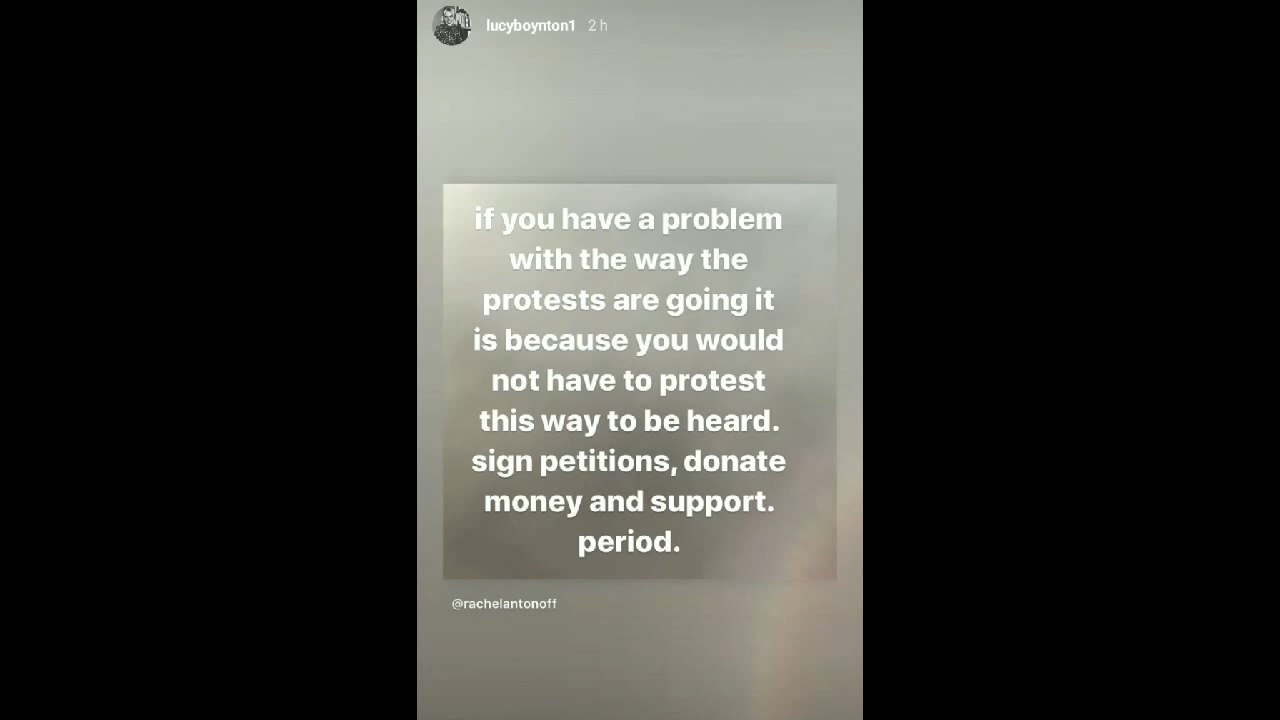 lucyboynton1 2 h
if you have a problem
with the way the
protests are going it
is because you would
not have to protest
this way to be heard.
sign petitions, donate
money and support.
period.
@rachelantonoff